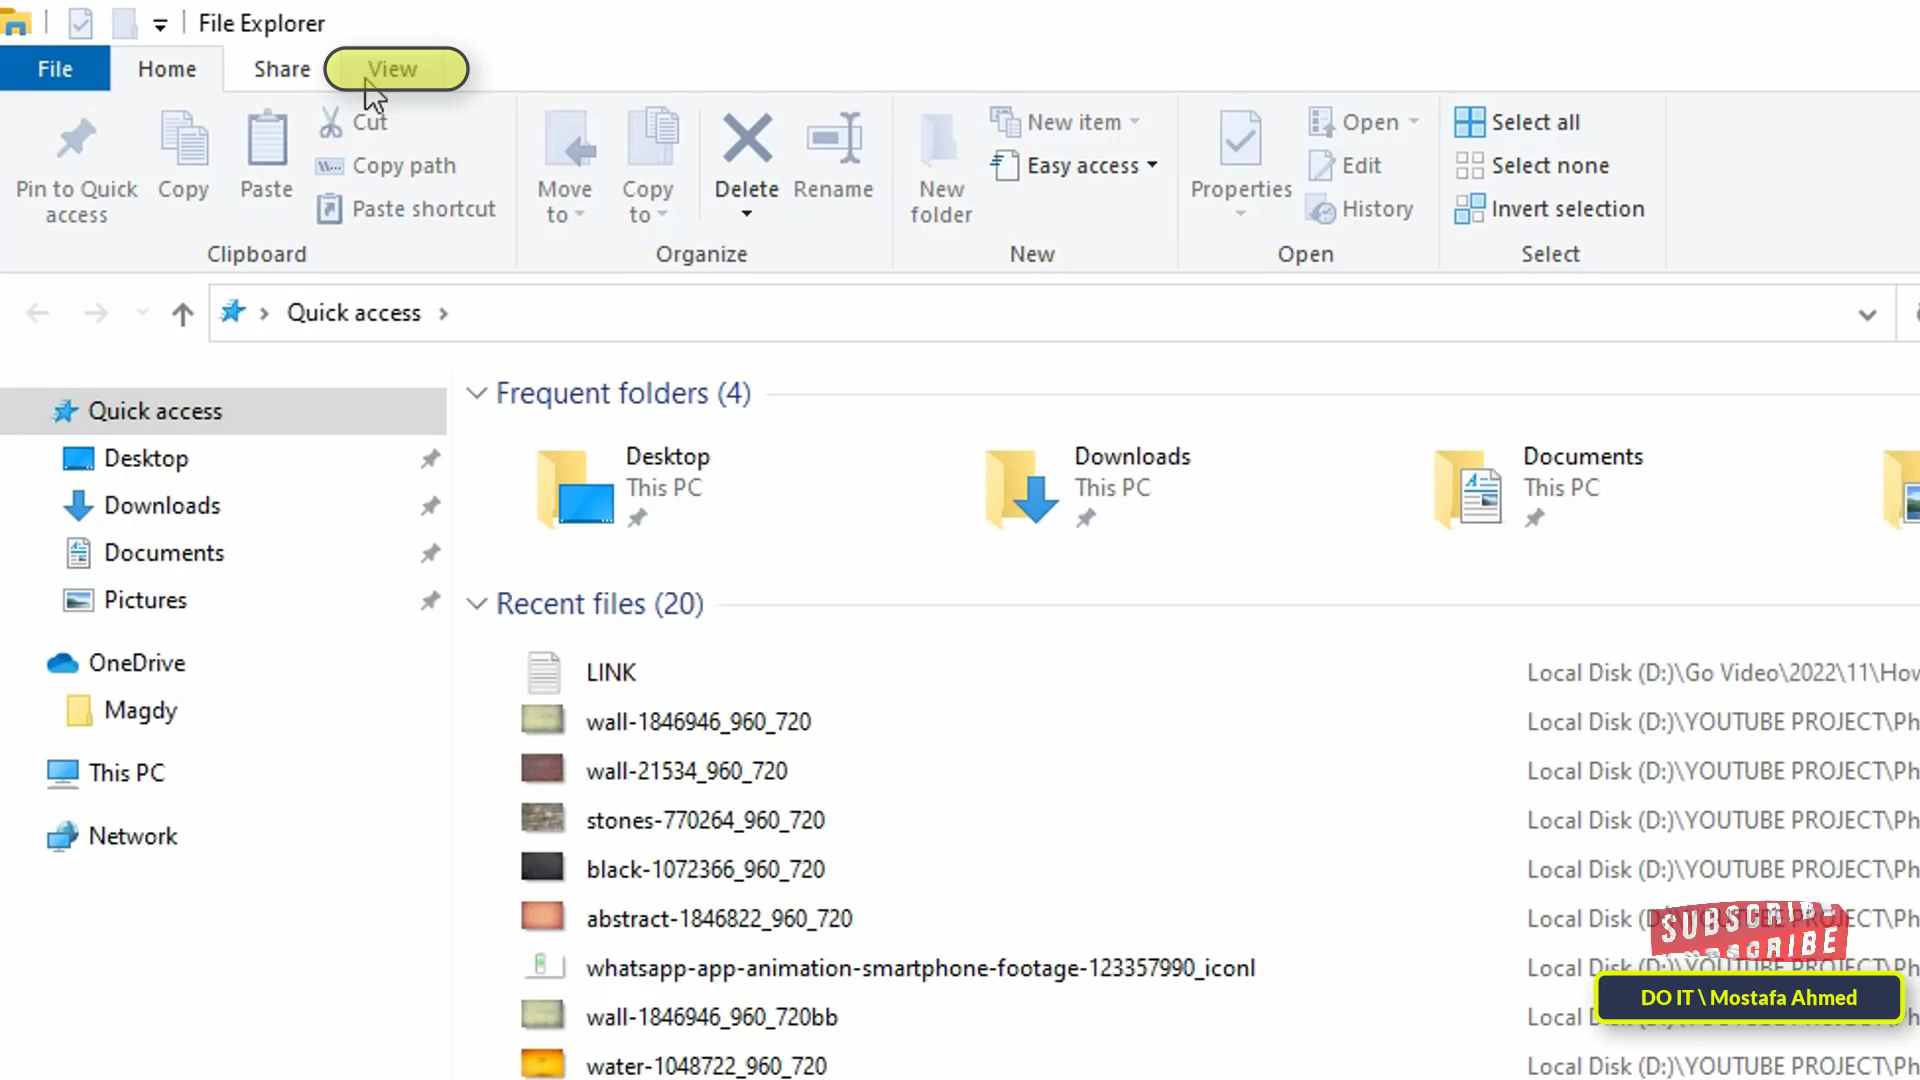 File Explorer
File Home Share View
Pin to Quick access
Copy
Paste
Cut
Copy path
Paste shortcut
Clipboard
Move to
Copy to
Delete
Rename
Organize
New folder
New item
Easy access
New
Properties
Open
Edit
History
Open
Select all
Select none
Invert selection
Select
Quick access
Quick access
Desktop
Downloads
Documents
Pictures
OneDrive
Magdy
This PC
Network
Frequent folders (4)
Desktop
This PC
Downloads
This PC
Documents
This PC
Recent files (20)
LINK Local Disk (D:)\Go Video\2022\11\How
wall-1846946_960_720 Local Disk (D:)\YOUTUBE PROJECT\Ph
wall-21534_960_720 Local Disk (D:)\YOUTUBE PROJECT\Ph
stones-770264_960_720 Local Disk (D:)\YOUTUBE PROJECT\Ph
black-1072366_960_720 Local Disk (D:)\YOUTUBE PROJECT\Ph
abstract-1846822_960_720 Local Disk (D:)\YOUTUBE PROJECT\Ph
whatsapp-app-animation-smartphone-footage-123357990_iconl Local Disk (D:)\YOUTUBE PROJECT\Ph
wall-1846946_960_720bb Local
water-1048722_960_720 Local Disk (D:)\YOUTUBE PROJECT\Ph
SUBSCRIBE
DO IT \ Mostafa Ahmed